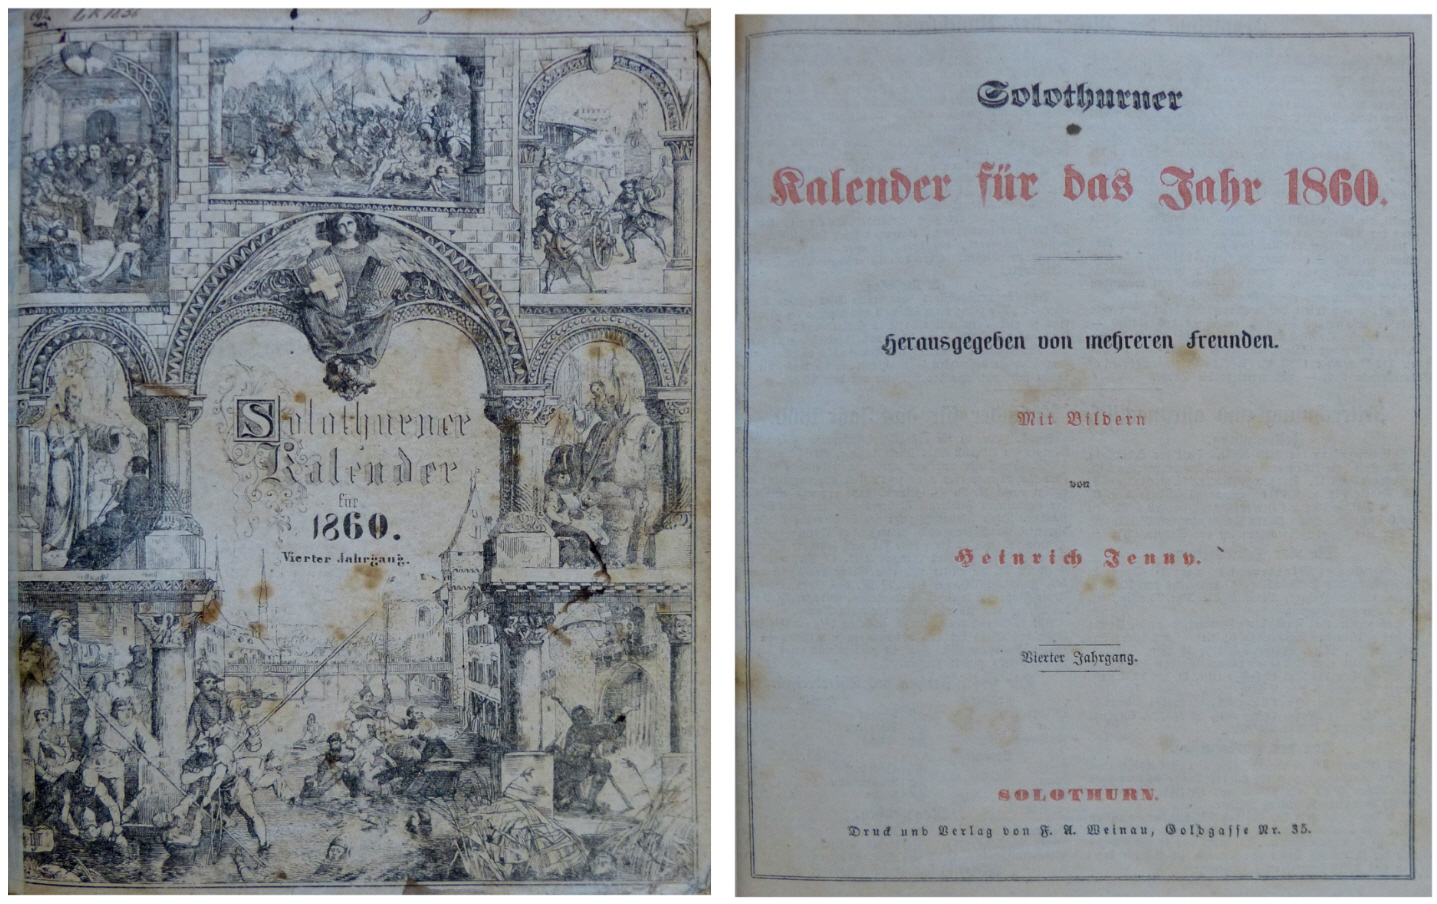 Solothurner
Kalender
für
1860.
Vierter Jahrgang.
Solothurner
Kalender für das Jahr 1860.
Herausgegeben von mehreren Freunden.
Mit Bildern
von
Heinrich Jenny.
Vierter Jahrgang.
SOLOTHURN.
Druck und Verlag von F. A. Weinau, Goldgasse Nr. 35.